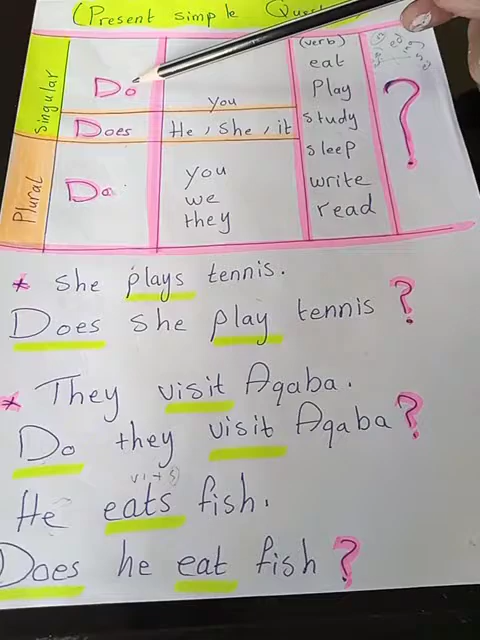 (Present simple
Singular
Do
you
Does
He, she, it
Plural
Do
you
we
they
(verb)
eat
Play
study
sleep
write
read
?
* She plays tennis.
Does she play tennis ?
* They visit Aqaba.
Do they visit Aqaba ?
He eats fish.
Does he eat fish ?